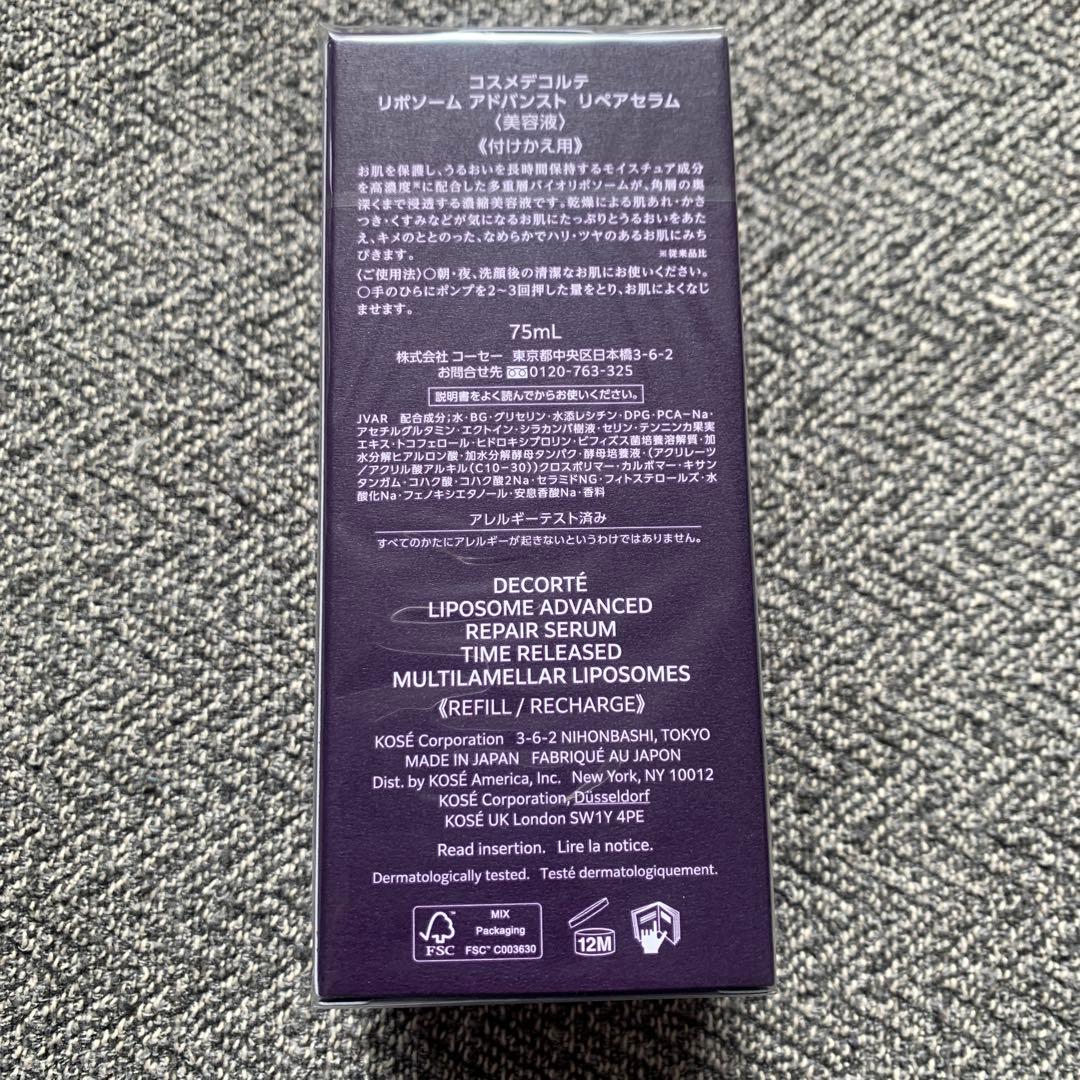 コスメデコルテ
リポソーム アドバンスト リペアセラム
〈美容液〉
《付けかえ用》
お肌を保護し、うるおいを長時間保持するモイスチュア成分
を高濃度※に配合した多重層バイオリポソームが、角層の奥
深くまで浸透する濃縮美容液です。乾燥による肌あれ・かさ
つき・くすみなどが気になるお肌にたっぷりとうるおいをあた
え、キメのととのった、なめらかでハリ・ツヤのあるお肌にみち
びきます。 ※従来品比
〈ご使用法〉○朝・夜、洗顔後の清潔なお肌にお使いください。
○手のひらにポンプを2~3回押した量をとり、お肌によくなじ
ませます。
75mL
株式会社 コーセー 東京都中央区日本橋3-6-2
お問合せ先 0120-763-325
説明書をよく読んでからお使いください。
JVAR 配合成分;水・BG・グリセリン・水添レシチン・DPG・PCA-Na・
アセチルグルタミン・エクトイン・シラカンバ樹液・セリン・テンニンカ果実
エキス・トコフェロール・ヒドロキシプロリン・ビフィズス菌培養溶解質・加
水分解ヒアルロン酸・加水分解酵母タンパク・酵母培養液・(アクリレーツ
/アクリル酸アルキル(C10-30))クロスポリマー・カルボマー・キサン
タンガム・コハク酸・コハク酸2Na・セラミドNG・フィトステロールズ・水
酸化Na・フェノキシエタノール・安息香酸Na・香料
アレルギーテスト済み
すべてのかたにアレルギーが起きないというわけではありません。
DECORTÉ
LIPOSOME ADVANCED
REPAIR SERUM
TIME RELEASED
MULTILAMELLAR LIPOSOMES
《REFILL / RECHARGE》
KOSÉ Corporation 3-6-2 NIHONBASHI, TOKYO
MADE IN JAPAN FABRIQUÉ AU JAPON
Dist. by KOSÉ America, Inc. New York, NY 10012
KOSÉ Corporation, Düsseldorf
KOSÉ UK London SW1Y 4PE
Read insertion. Lire la notice.
Dermatologically tested. Testé dermatologiquement.
MIX
Packaging
FSC™ C003630
FSC
12M